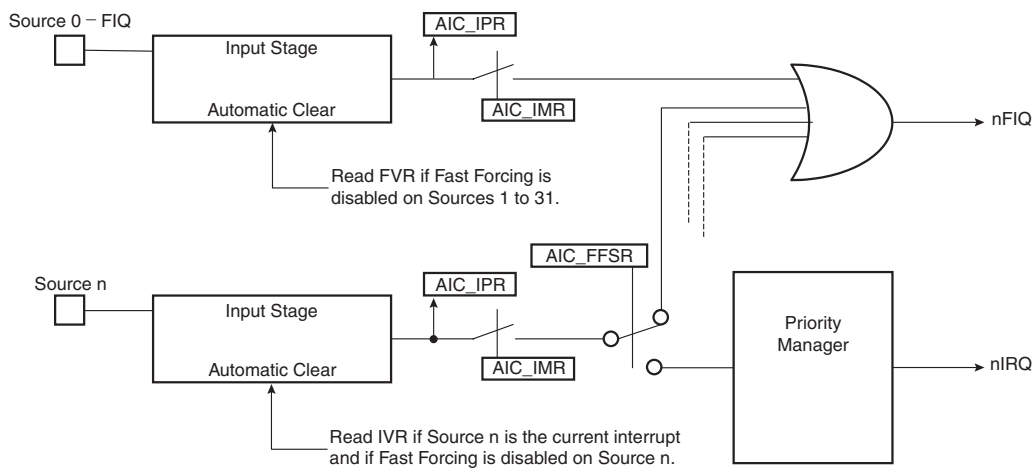 Source 0 – FIQ
AIC_IPR
Input Stage
Automatic Clear
AIC_IMR
nFIQ
Read FVR if Fast Forcing is
disabled on Sources 1 to 31.
AIC_FFSR
Source n
AIC_IPR
Input Stage
Priority
Manager
Automatic Clear
AIC_IMR
nIRQ
Read IVR if Source n is the current interrupt
and if Fast Forcing is disabled on Source n.